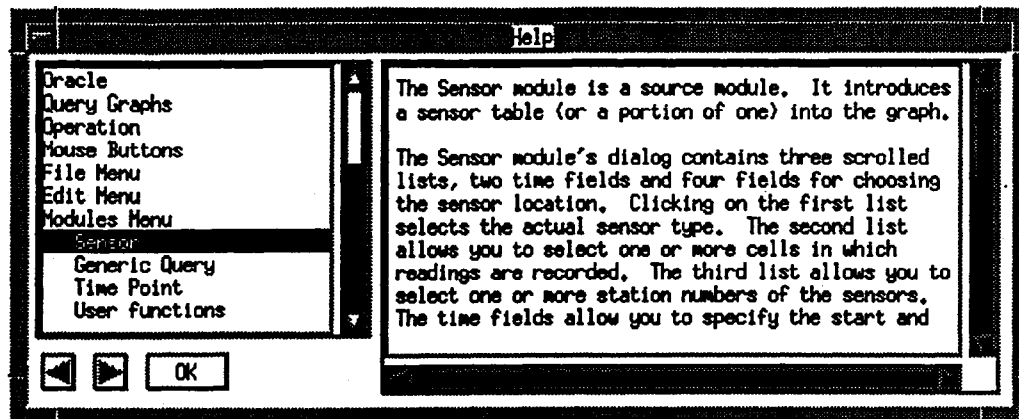 Help
Oracle
Query Graphs
Operation
Mouse Buttons
File Menu
Edit Menu
Modules Menu
Sensor
Generic Query
Time Point
User functions
OK
The Sensor module is a source module. It introduces
a sensor table (or a portion of one) into the graph.
The Sensor module's dialog contains three scrolled
lists, two time fields and four fields for choosing
the sensor location. Clicking on the first list
selects the actual sensor type. The second list
allows you to select one or more cells in which
readings are recorded. The third list allows you to
select one or more station numbers of the sensors.
The time fields allow you to specify the start and